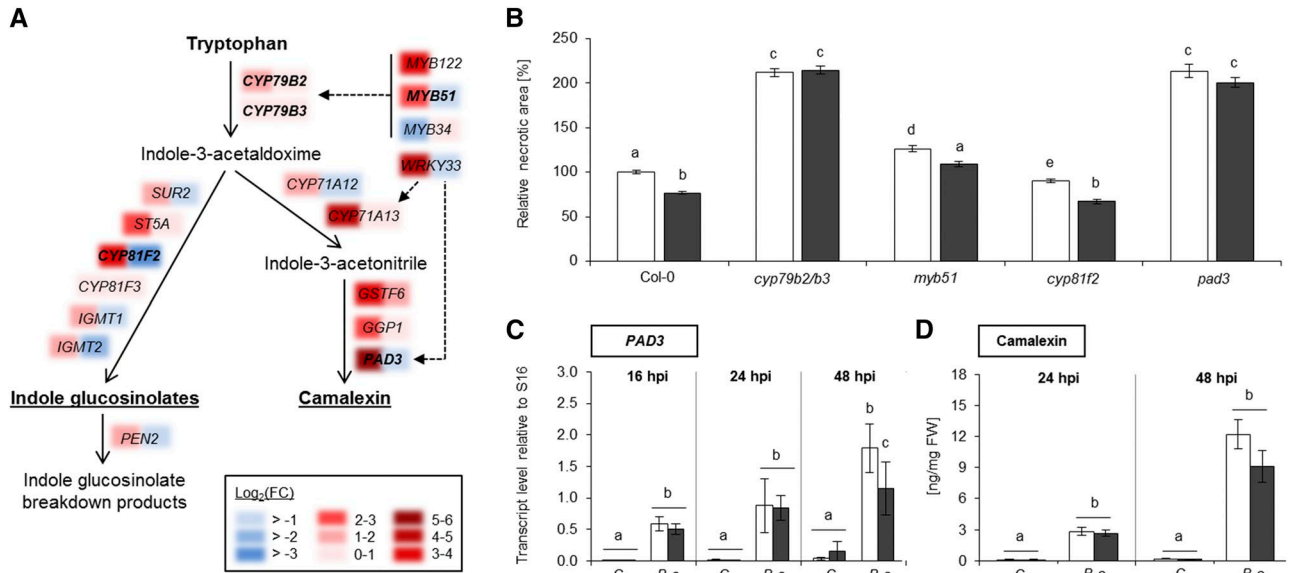 A
Tryptophan
CYP79B2
CYP79B3
MYB122
MYB51
MYB34
WRKY33
Indole-3-acetaldoxime
CYP71A12
CYP71A13
SUR2
ST5A
CYP81F2
CYP81F3
IGMT1
IGMT2
Indole-3-acetonitrile
GSTF6
GGP1
PAD3
Indole glucosinolates
Camalexin
PEN2
Indole glucosinolate
breakdown products
Log2(FC)
> -1 2-3 5-6
> -2 1-2 4-5
> -3 0-1 3-4
B
Relative necrotic area [%]
250
200
150
100
50
0
a b c c d a e b c c
Col-0 cyp79b2/b3 myb51 cyp81f2 pad3
C
PAD3
Transcript level relative to S16
16 hpi 24 hpi 48 hpi
3.0
2.5
2.0
1.5
1.0
0.5
0.0
a b a b a b c
D
Camalexin
[ng/mg FW]
24 hpi 48 hpi
18
15
12
9
6
3
0
a b a b